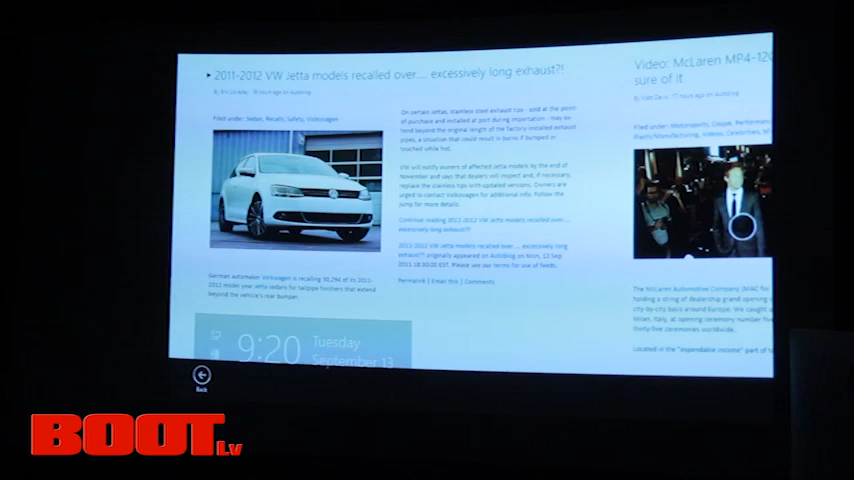 2011-2012 VW Jetta models recalled over.... excessively long exhaust?!
hours ago on Autoblog
Filed under: Sedan, Recalls, Safety, Volkswagen
German automaker Volkswagen is recalling 30,294 of its 2011-
2012 model year Jetta sedans for tailpipe finishers that extend
beyond the vehicle's rear bumper.
On certain Jettas, stainless steel exhaust tips - sold at the point
of purchase and installed at port during importation - may ex-
tend beyond the original length of the factory installed exhaust
pipes, a situation that could result in burns if bumped or
touched while hot.
VW will notify owners of affected Jetta models by the end of
November and says that dealers will inspect and, if necessary,
replace the stainless tips with updated versions. Owners are
urged to contact Volkswagen for additional info. Follow the
jump for more details.
Continue reading 2011-2012 VW Jetta models recalled over....
excessively long exhaust?!
2011-2012 VW Jetta models recalled over.... excessively long
exhaust?! originally appeared on Autoblog on Mon, 12 Sep
2011 18:30:00 EST. Please see our terms for use of feeds.
Permalink | Email this | Comments
Video: McLaren MP4-12C
sure of it
17 hours ago on Autoblog
Filed under: Motorsports, Coupe, Performance
Plants/Manufacturing, Videos, Celebrities,
The McLaren Automotive Company (MAC for
holding a string of dealership grand opening
city-by-city basis around Europe. We caught
Milan, Italy, at opening ceremony number five
thirty-five ceremonies worldwide.
Located in the "expendable income" part of
9:20
Tuesday
September 13
Back
BOOT.LV